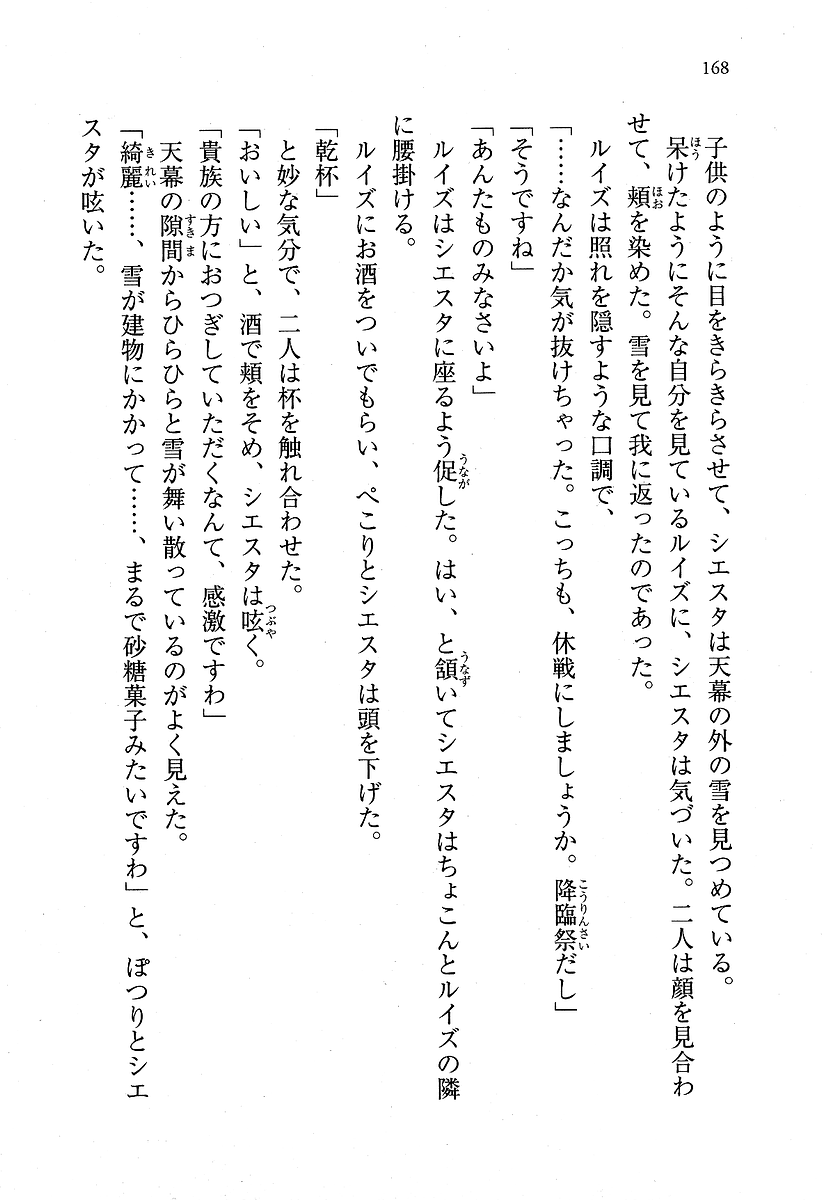 168
子供のように目をきらきらさせて、シエスタは天幕の外の雪を見つめている。
呆けたようにそんな自分を見ているルイズに、シエスタは気づいた。二人は顔を見合わ
せて、頬を染めた。雪を見て我に返ったのであった。
ルイズは照れを隠すような口調で、
「……なんだか気が抜けちゃった。こっちも、休戦にしましょうか。降臨祭だし」
「そうですね」
「あんたものみなさいよ」
ルイズはシエスタに座るよう促した。はい、と頷いてシエスタはちょこんとルイズの隣
に腰掛ける。
ルイズにお酒をついでもらい、ぺこりとシエスタは頭を下げた。
「乾杯」
と妙な気分で、二人は杯を触れ合わせた。
「おいしい」と、酒で頬をそめ、シエスタは呟く。
「貴族の方におつぎしていただくなんて、感激ですわ」
天幕の隙間からひらひらと雪が舞い散っているのがよく見えた。
「綺麗……、雪が建物にかかって……、まるで砂糖菓子みたいですわ」と、ぽつりとシエ
スタが呟いた。